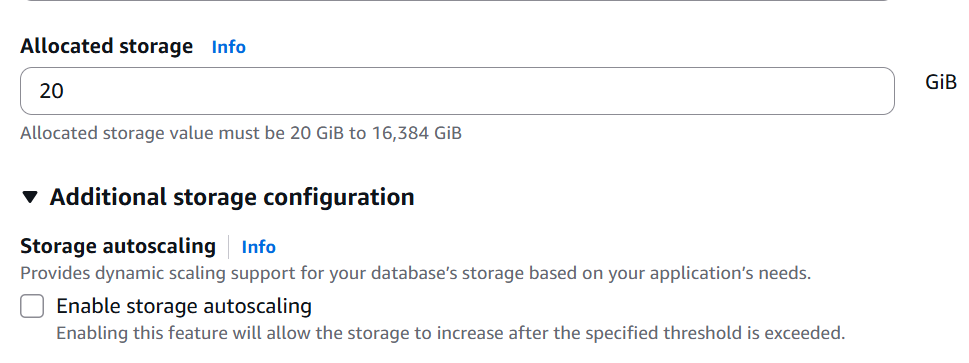 Allocated storage Info
20
GiB
Allocated storage value must be 20 GiB to 16,384 GiB
Additional storage configuration
Storage autoscaling Info
Provides dynamic scaling support for your database’s storage based on your application’s needs.
Enable storage autoscaling
Enabling this feature will allow the storage to increase after the specified threshold is exceeded.